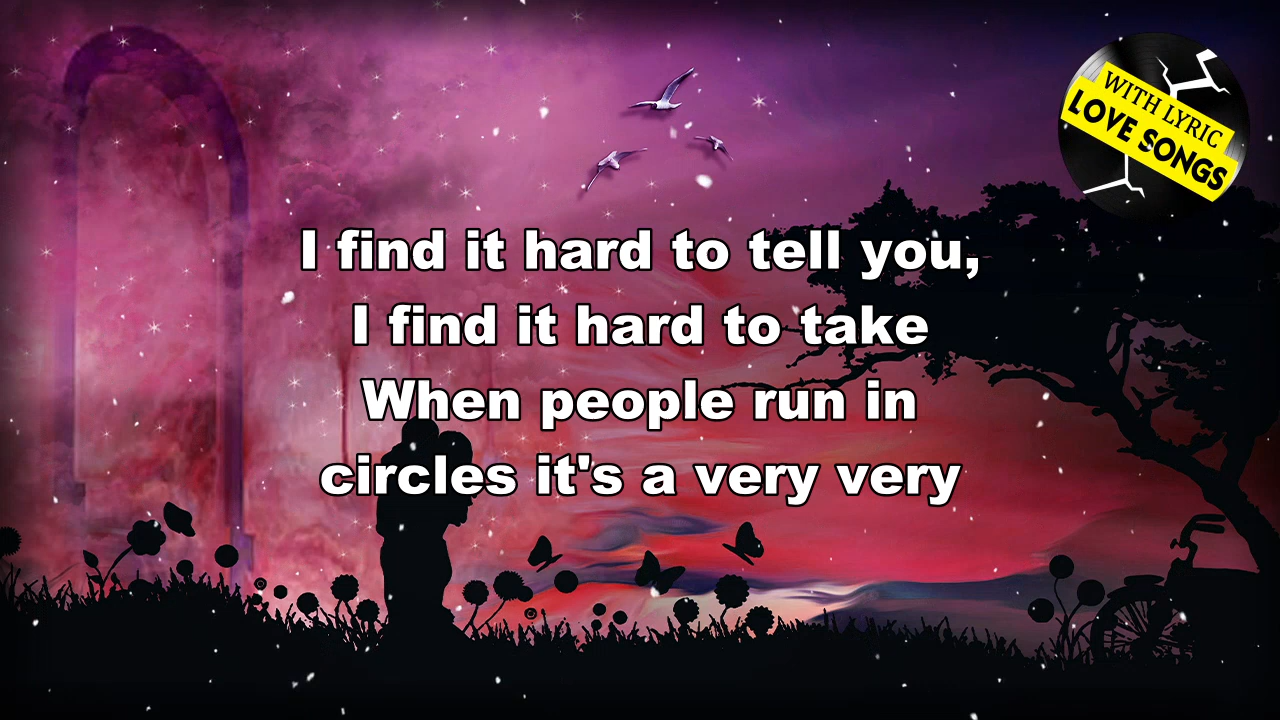 WITH LYRIC
LOVE SONGS
I find it hard to tell you,
I find it hard to take
When people run in
circles it's a very very